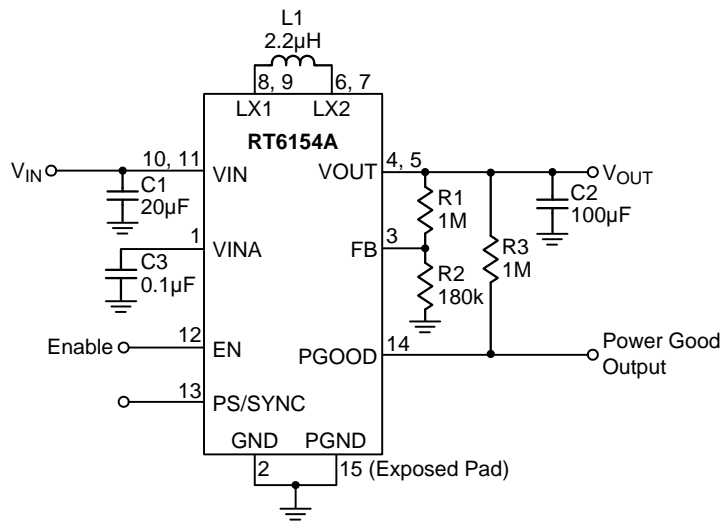 L1
2.2µH
8, 9
6, 7
LX1
LX2
RT6154A
VIN
10, 11
VIN
VOUT
4, 5
VOUT
C1
20µF
R1
1M
C2
100µF
1
VINA
FB
3
R3
1M
C3
0.1µF
R2
180k
Enable
12
EN
PGOOD
14
Power Good
Output
13
PS/SYNC
GND
PGND
2
15 (Exposed Pad)